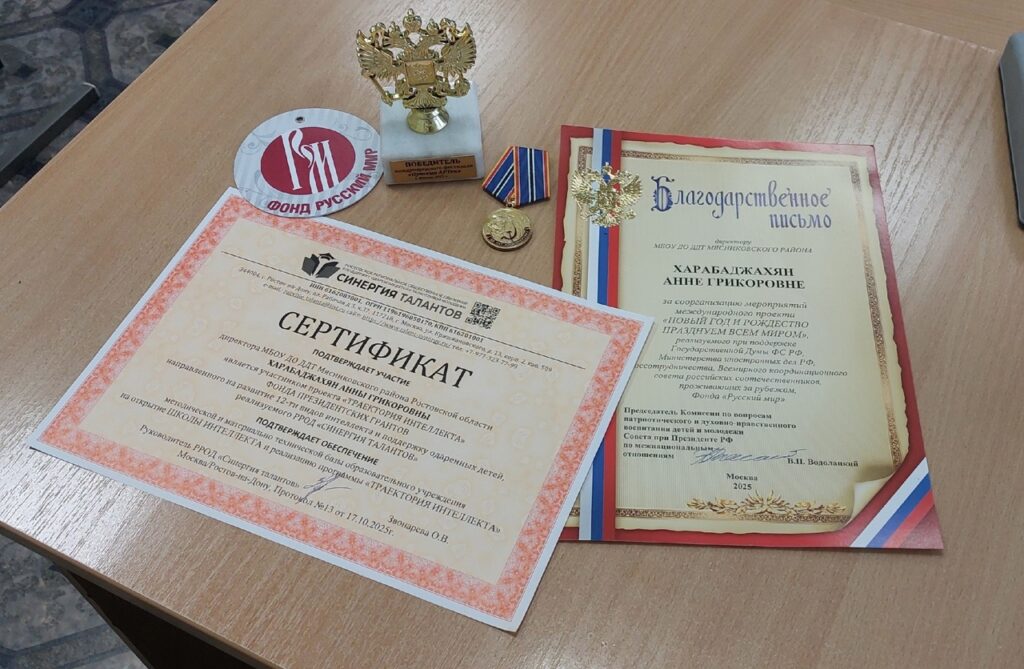 ФОНД РУССКИЙ МИР
ПОБЕДИТЕЛЬ
СИНЕРГИЯ ТАЛАНТОВ
СЕРТИФИКАТ
ПОДТВЕРЖДАЕТ УЧАСТИЕ
директора МБОУ ДО ДДТ Мясниковского района Ростовской области
ХАРАБАДЖАХЯН АННЫ ГРИКОРОВНЫ
является участником проекта «ТРАЕКТОРИЯ ИНТЕЛЛЕКТА»
ФОНДА ПРЕЗИДЕНТСКИХ ГРАНТОВ
направленного на развитие 12-ти видов интеллекта и поддержку одаренных детей,
реализуемого РРОД «СИНЕРГИЯ ТАЛАНТОВ»
ПОДТВЕРЖДАЕТ ОБЕСПЕЧЕНИЕ
методической и материально технической базы образовательного учреждения
на открытие ШКОЛЫ ИНТЕЛЛЕКТА и реализацию программы «ТРАЕКТОРИЯ ИНТЕЛЛЕКТА»
Руководитель РРОД «Синергия талантов» Звонарева О.В.
Москва/Ростов-на-Дону, Протокол №13 от 17.10.2025г.
Благодарственное
письмо
директору
МБОУ ДО ДДТ МЯСНИКОВСКОГО РАЙОНА
ХАРАБАДЖАХЯН
АННЕ ГРИКОРОВНЕ
за соорганизацию мероприятий
международного проекта
«НОВЫЙ ГОД И РОЖДЕСТВО
ПРАЗДНУЕМ ВСЕМ МИРОМ»,
реализуемого при поддержке
Государственной Думы ФС РФ,
Министерства иностранных дел РФ,
Россотрудничества, Всемирного координационного
совета российских соотечественников,
проживающих за рубежом,
Фонда «Русский мир»
Председатель Комиссии по вопросам
патриотического и духовно-нравственного
воспитания детей и молодежи
Совета при Президенте РФ
по межнациональным
отношениям В.П. Водолацкий
Москва
2025